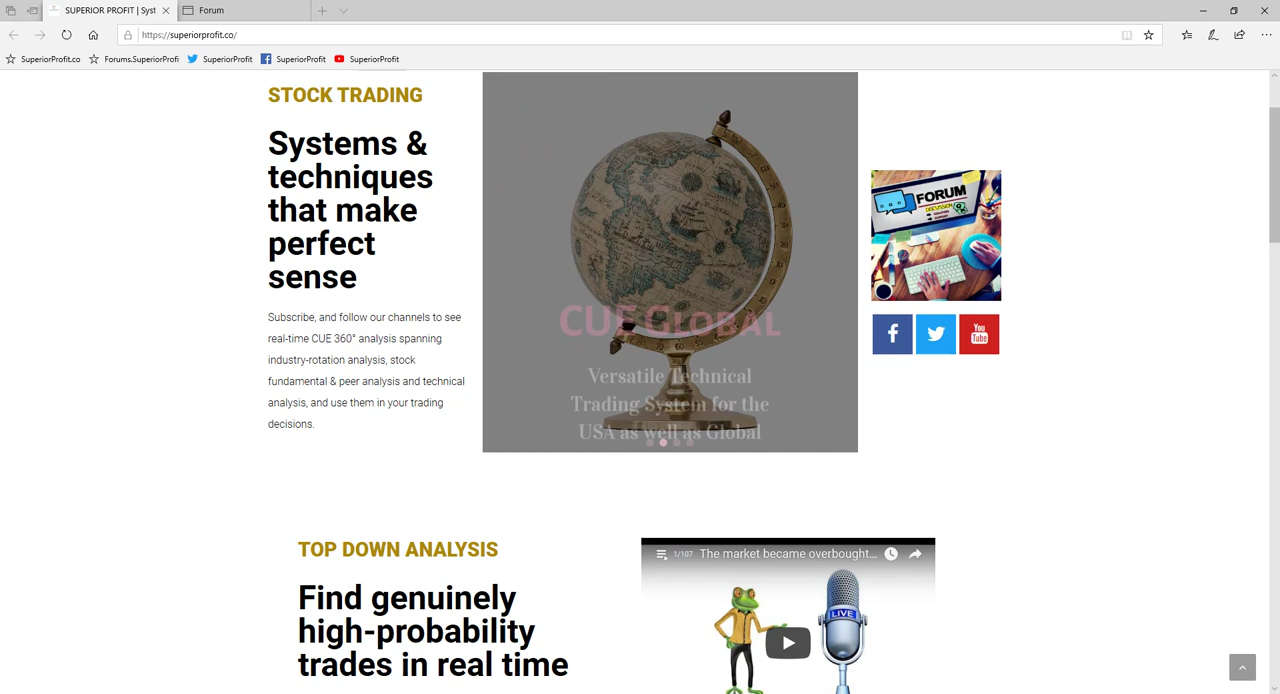 SUPERIOR PROFIT | Syst
Forum
https://superiorprofit.co/
SuperiorProfit.co
Forums.SuperiorProfi
SuperiorProfit
SuperiorProfit
SuperiorProfit
STOCK TRADING
Systems &
techniques
that make
perfect
sense
Subscribe, and follow our channels to see
real-time CUE 360° analysis spanning
industry-rotation analysis, stock
fundamental & peer analysis and technical
analysis, and use them in your trading
decisions.
CUE GLOBAL
Versatile Technical
Trading System for the
USA as well as Global
FORUM
DISCUSSION
You
Tube
TOP DOWN ANALYSIS
Find genuinely
high-probability
trades in real time
1/107 The market became overbought...
LIVE